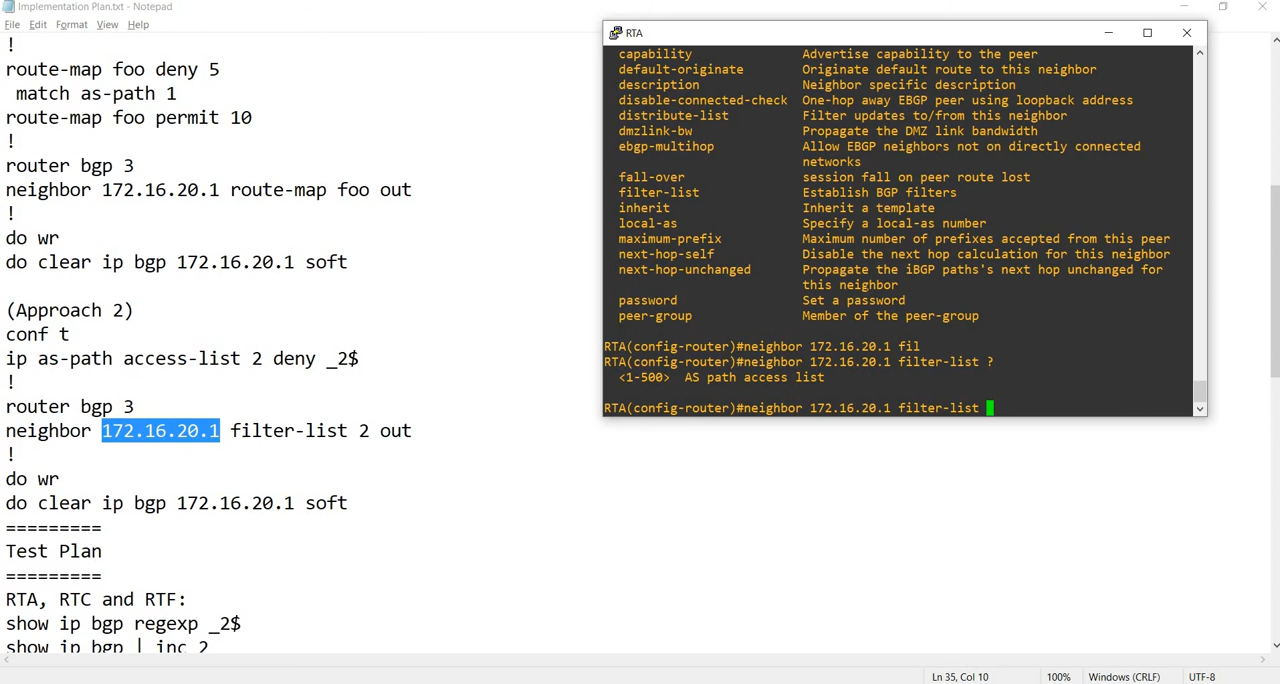 Implementation Plan.txt - Notepad
File Edit Format View Help
!
route-map foo deny 5
match as-path 1
route-map foo permit 10
!
router bgp 3
neighbor 172.16.20.1 route-map foo out
!
do wr
do clear ip bgp 172.16.20.1 soft
(Approach 2)
conf t
ip as-path access-list 2 deny _2$
!
router bgp 3
neighbor 172.16.20.1 filter-list 2 out
!
do wr
do clear ip bgp 172.16.20.1 soft
=========
Test Plan
=========
RTA, RTC and RTF:
show ip bgp regexp _2$
show ip bgp | inc 2
RTA
capability Advertise capability to the peer
default-originate Originate default route to this neighbor
description Neighbor specific description
disable-connected-check One-hop away EBGP peer using loopback address
distribute-list Filter updates to/from this neighbor
dmzlink-bw Propagate the DMZ link bandwidth
ebgp-multihop Allow EBGP neighbors not on directly connected
networks
fall-over session fall on peer route lost
filter-list Establish BGP filters
inherit Inherit a template
local-as Specify a local-as number
maximum-prefix Maximum number of prefixes accepted from this peer
next-hop-self Disable the next hop calculation for this neighbor
next-hop-unchanged Propagate the iBGP paths's next hop unchanged for
this neighbor
password Set a password
peer-group Member of the peer-group
RTA(config-router)#neighbor 172.16.20.1 fil
RTA(config-router)#neighbor 172.16.20.1 filter-list ?
<1-500> AS path access list
RTA(config-router)#neighbor 172.16.20.1 filter-list
Ln 35, Col 10 100% Windows (CRLF) UTF-8